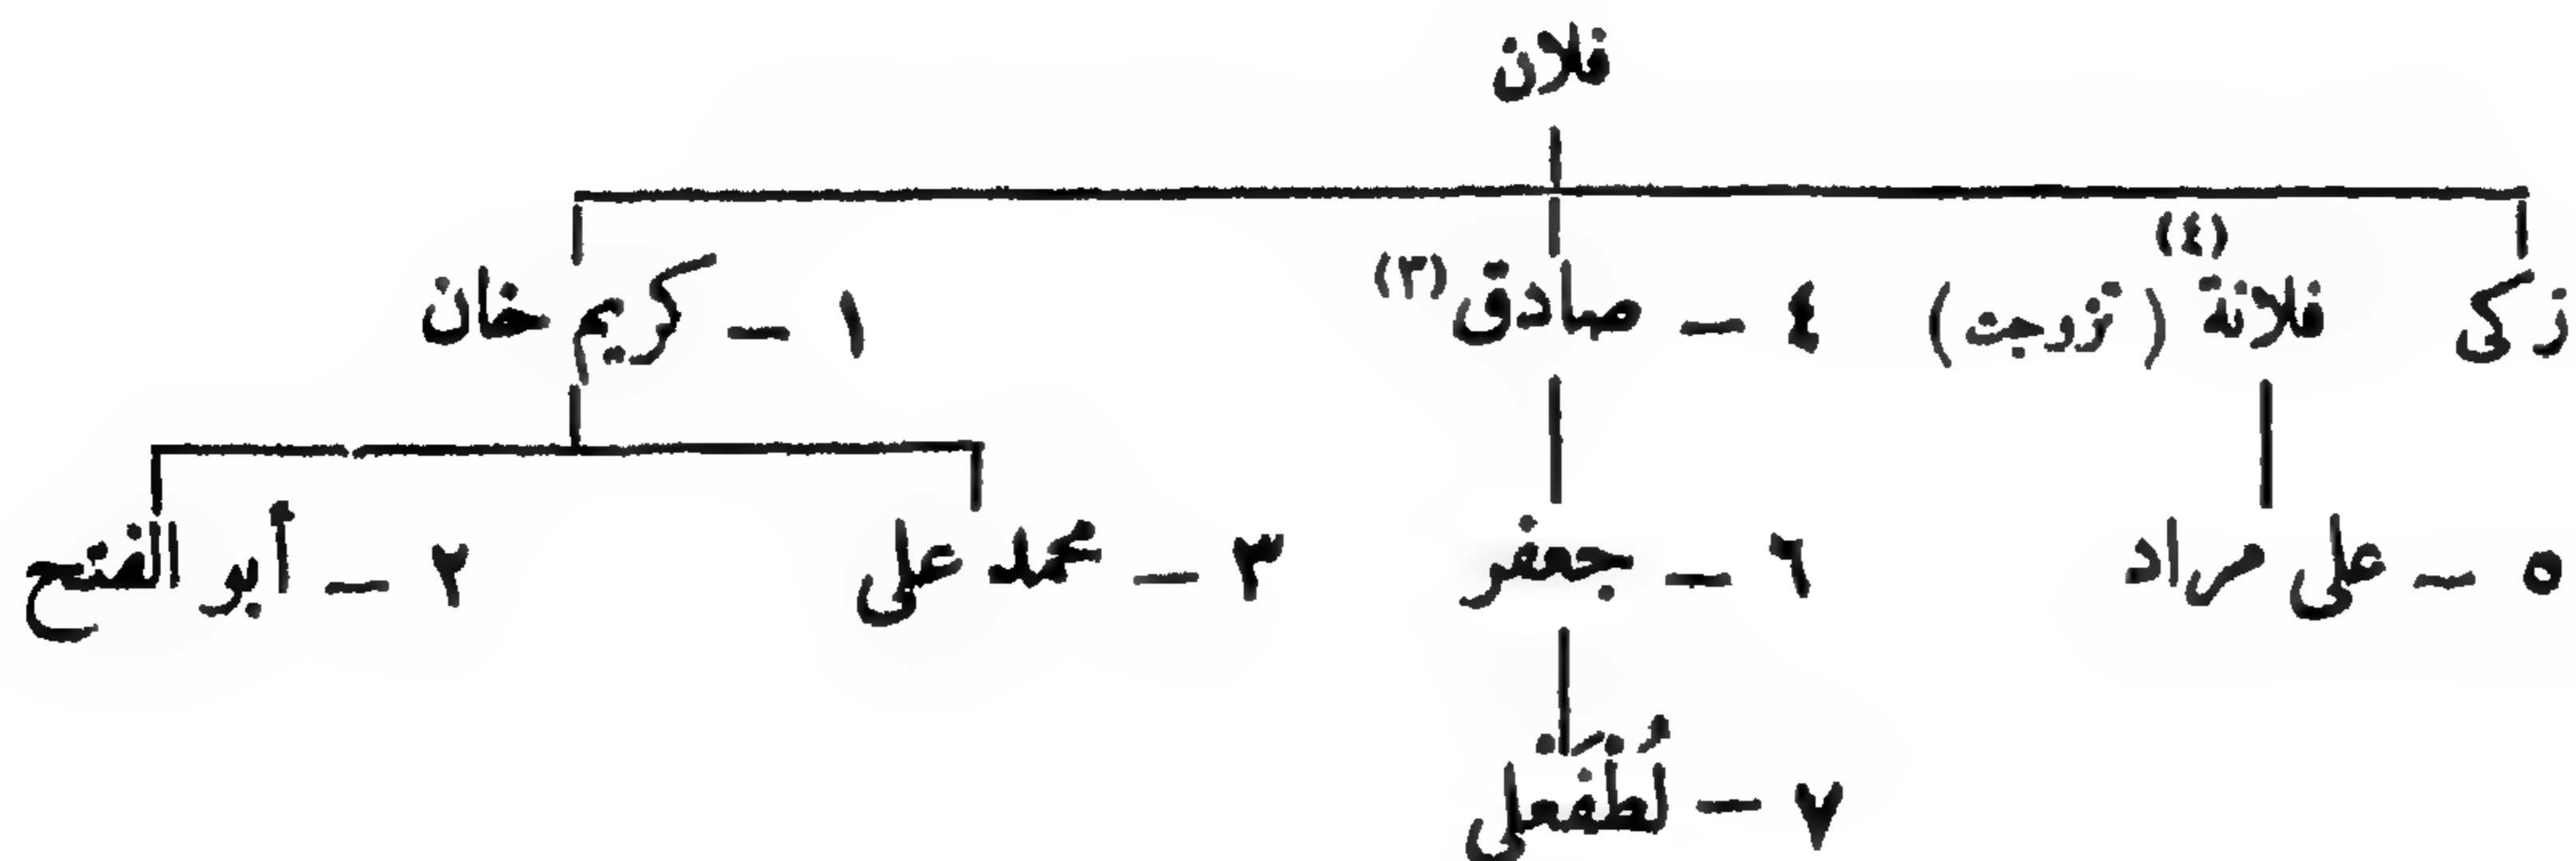 فلان
زكى فلانة (٤) (تزوجت) ٤ – صادق (٣) ١ – كريم خان
٥ – على مراد ٦ – جعفر ٣ – محمد على ٢ – أبو الفتح
٧ – لُطْفَعلى